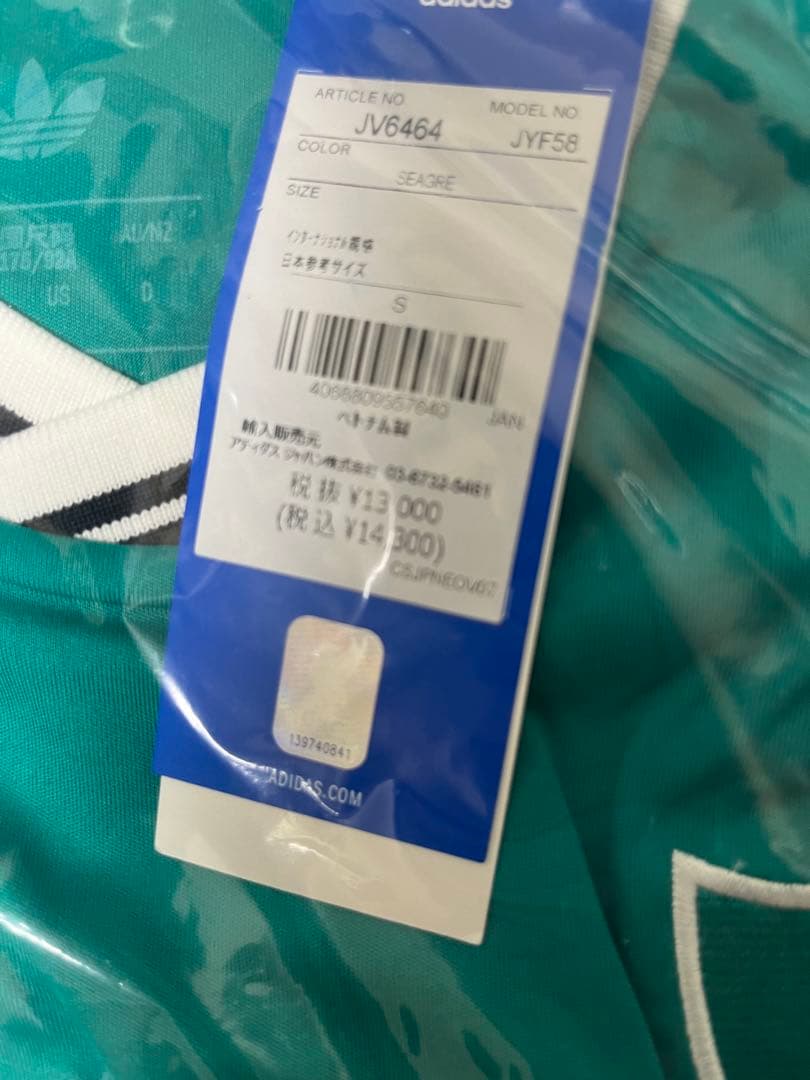 adidas
ARTICLE NO
MODEL NO
JV6464
JYF58
COLOR
SEAGRE
SIZE
インターナショナル規格
日本参考サイズ
S
JAN
ベトナム製
輸入販売元
アディダス ジャパン株式会社 03-6732-5461
税抜 ¥13 000
(税込 ¥14,300)
139740841
ADIDAS.COM
AU/NZ
US
D